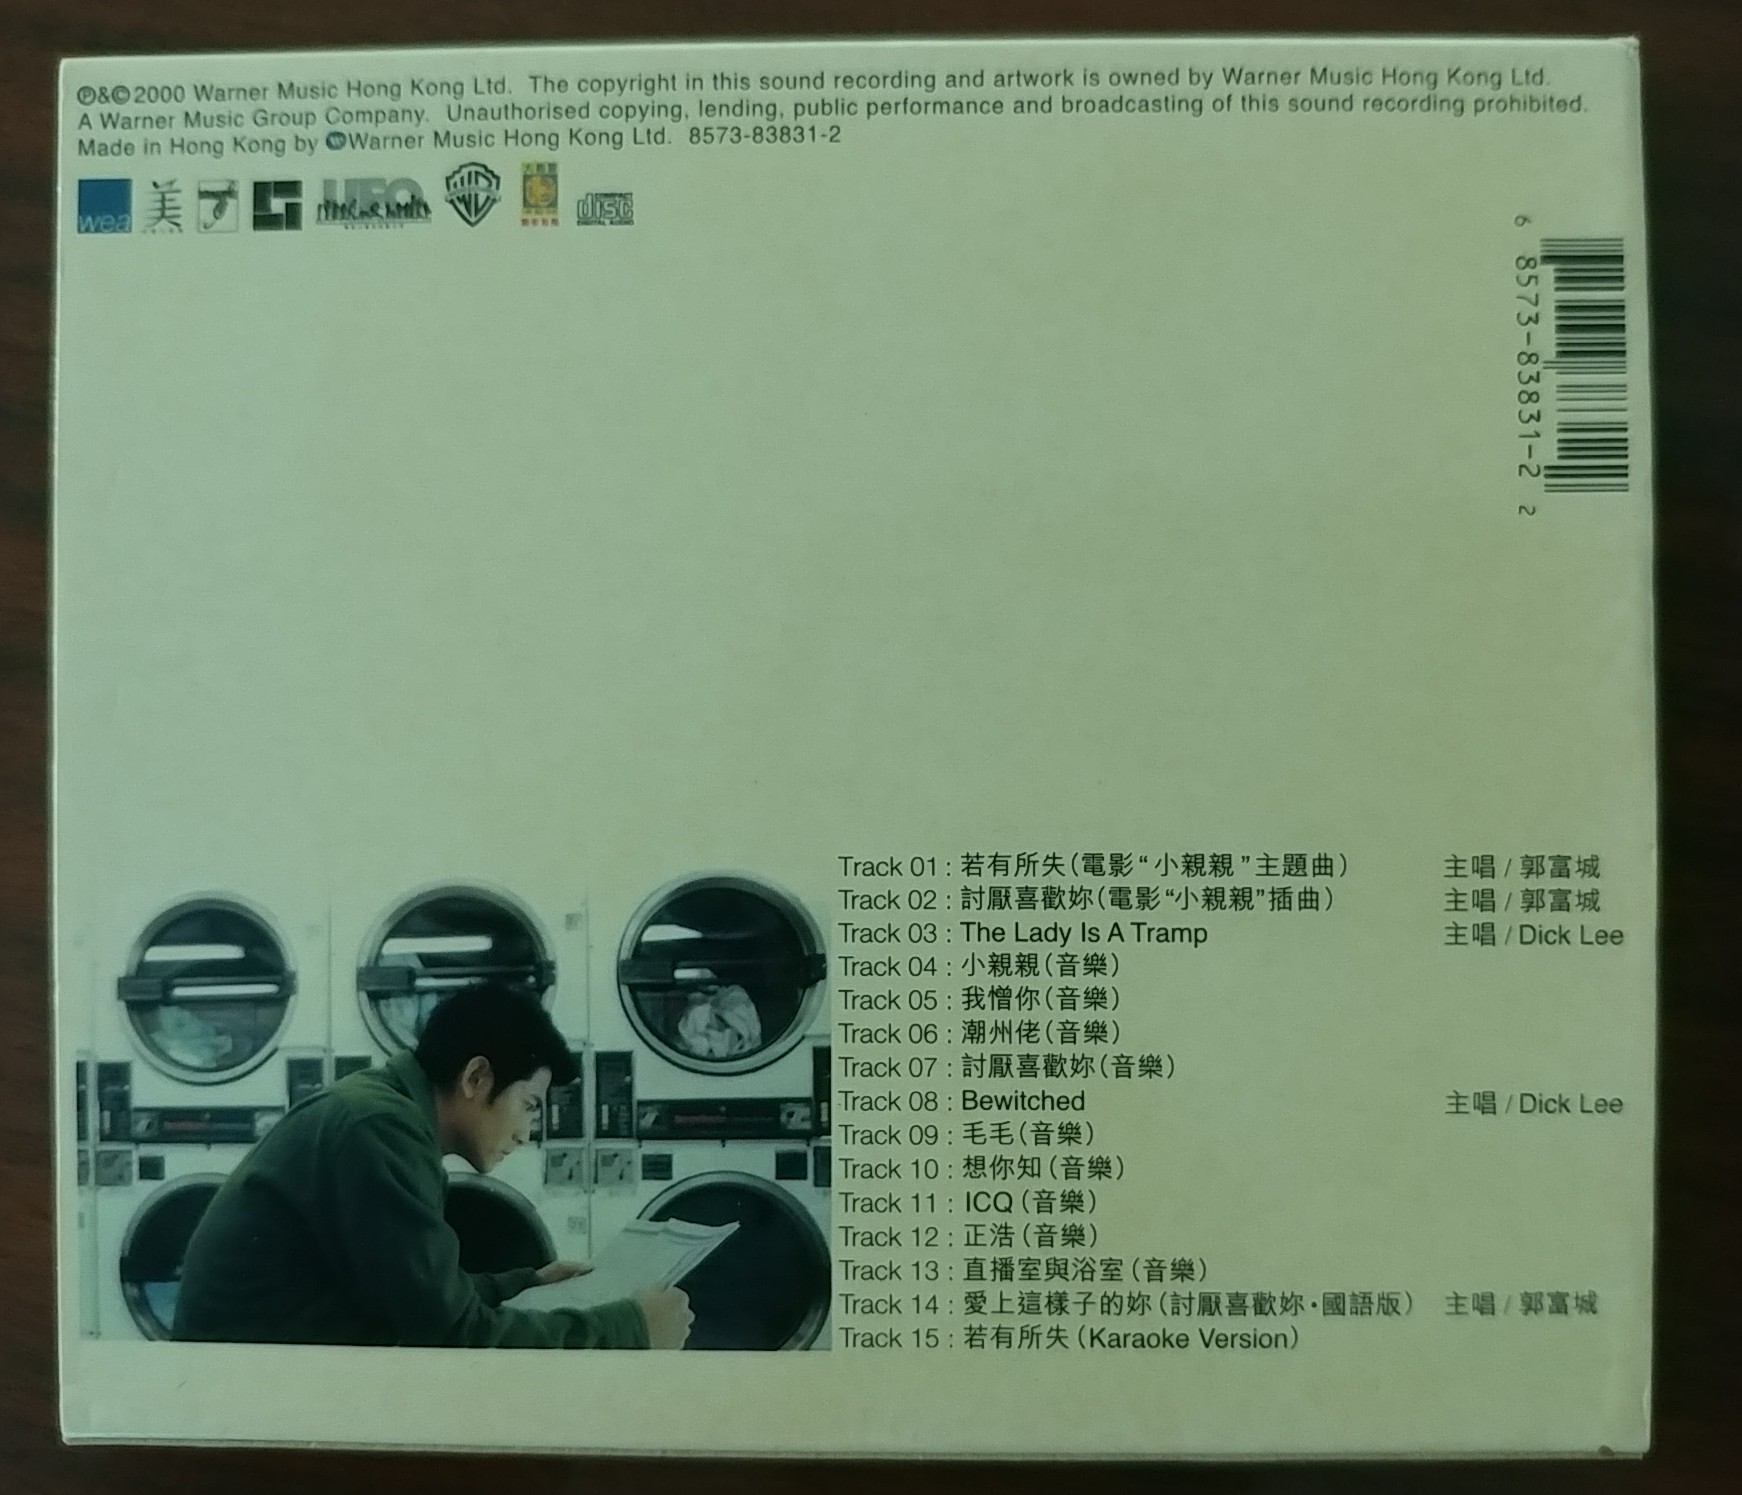 Ⓟ&©2000 Warner Music Hong Kong Ltd. The copyright in this sound recording and artwork is owned by Warner Music Hong Kong Ltd.
A Warner Music Group Company. Unauthorised copying, lending, public performance and broadcasting of this sound recording prohibited.
Made in Hong Kong by Warner Music Hong Kong Ltd. 8573-83831-2
wea
美
UFO
COMPACT
disc
DIGITAL AUDIO
6 8573-83831-2 2
Track 01 : 若有所失(電影“小親親”主題曲) 主唱 / 郭富城
Track 02 : 討厭喜歡妳(電影“小親親”插曲) 主唱 / 郭富城
Track 03 : The Lady Is A Tramp 主唱 / Dick Lee
Track 04 : 小親親(音樂)
Track 05 : 我憎你(音樂)
Track 06 : 潮州佬(音樂)
Track 07 : 討厭喜歡妳(音樂)
Track 08 : Bewitched 主唱 / Dick Lee
Track 09 : 毛毛(音樂)
Track 10 : 想你知(音樂)
Track 11 : ICQ(音樂)
Track 12 : 正浩(音樂)
Track 13 : 直播室與浴室(音樂)
Track 14 : 愛上這樣子的妳(討厭喜歡妳・國語版) 主唱 / 郭富城
Track 15 : 若有所失(Karaoke Version)